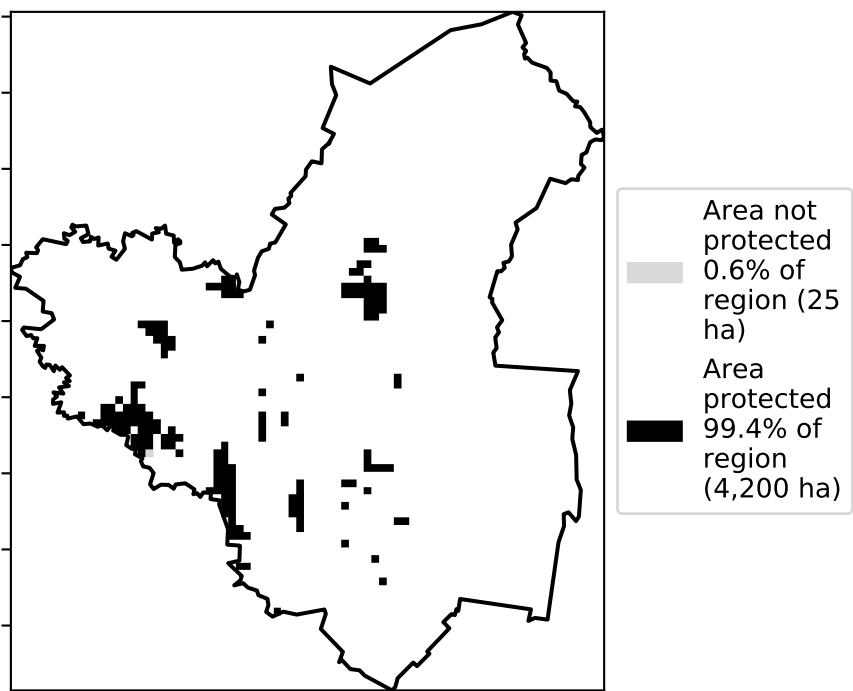 Area not
protected
0.6% of
region (25
ha)
Area
protected
99.4% of
region
(4,200 ha)